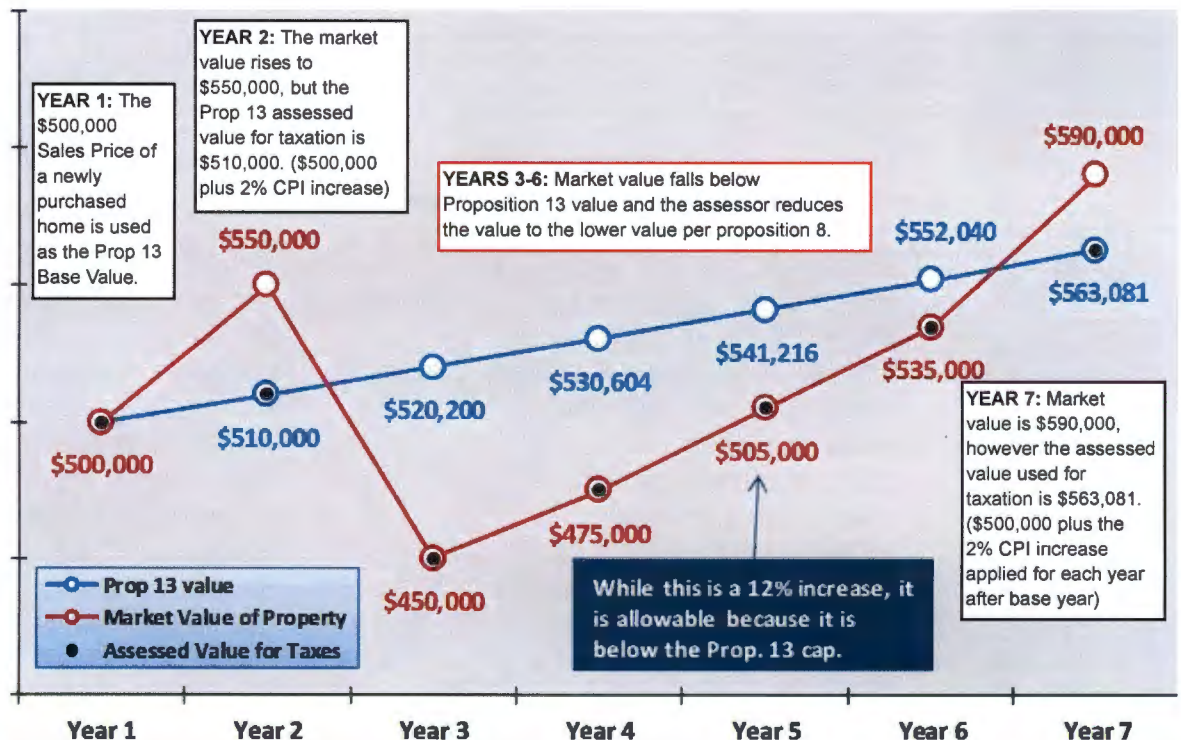 YEAR 1: The
$500,000
Sales Price of
a newly
purchased
home is used
as the Prop 13
Base Value.
YEAR 2: The market
value rises to
$550,000, but the
Prop 13 assessed
value for taxation is
$510,000. ($500,000
plus 2% CPI increase)
YEARS 3-6: Market value falls below
Proposition 13 value and the assessor reduces
the value to the lower value per proposition 8.
$590,000
$550,000
$552,040
$563,081
$541,216
$535,000
$530,604
$520,200
$510,000
$500,000
$505,000
$475,000
$450,000
YEAR 7: Market
value is $590,000,
however the assessed
value used for
taxation is $563,081.
($500,000 plus the
2% CPI increase
applied for each year
after base year)
While this is a 12% increase, it
is allowable because it is
below the Prop. 13 cap.
Prop 13 value
Market Value of Property
Assessed Value for Taxes
Year 1 Year 2 Year 3 Year 4 Year 5 Year 6 Year 7